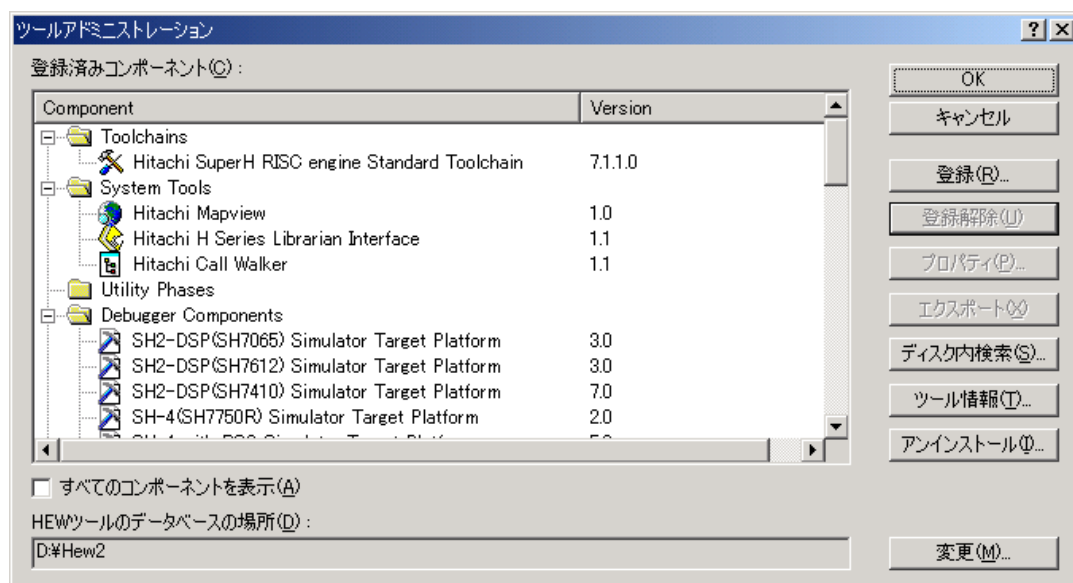 ツールアドミニストレーション
登録済みコンポーネント(C):
Component Version
Toolchains
Hitachi SuperH RISC engine Standard Toolchain 7.1.1.0
System Tools
Hitachi Mapview 1.0
Hitachi H Series Librarian Interface 1.1
Hitachi Call Walker 1.1
Utility Phases
Debugger Components
SH2-DSP(SH7065) Simulator Target Platform 3.0
SH2-DSP(SH7612) Simulator Target Platform 3.0
SH2-DSP(SH7410) Simulator Target Platform 7.0
SH-4(SH7750R) Simulator Target Platform 2.0
すべてのコンポーネントを表示(A)
HEWツールのデータベースの場所(D):
D:¥Hew2
OK
キャンセル
登録(R)...
登録解除(U)
プロパティ(P)...
エクスポート(X)
ディスク内検索(S)...
ツール情報(T)...
アンインストール(I)...
変更(M)...